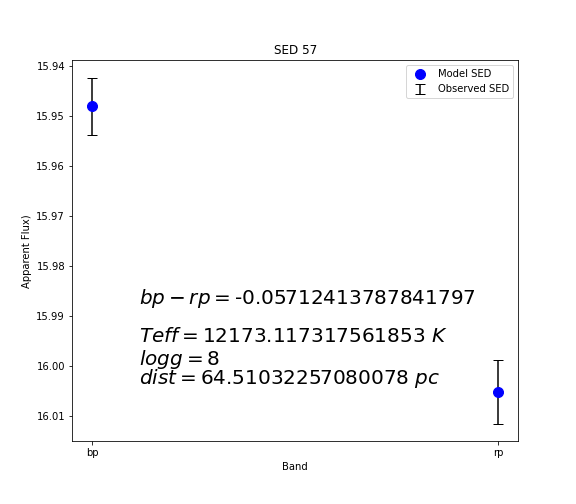 SED 57
15.94
15.95
15.96
15.97
15.98
15.99
16.00
16.01
Apparent Flux)
Model SED
Observed SED
bp − rp = -0.05712413787841797
Teff = 12173.117317561853 K
logg = 8
dist = 64.51032257080078 pc
bp
rp
Band